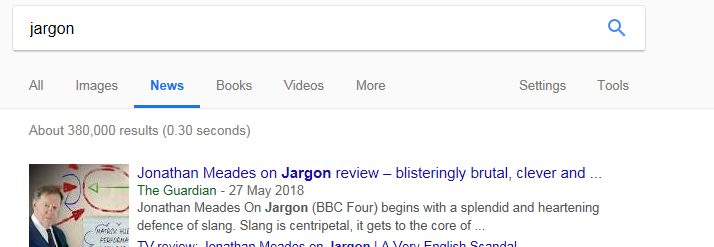 jargon
All Images News Books Videos More Settings Tools
About 380,000 results (0.30 seconds)
Jonathan Meades on Jargon review – blisteringly brutal, clever and ...
The Guardian - 27 May 2018
Jonathan Meades On Jargon (BBC Four) begins with a splendid and heartening
defence of slang. Slang is centripetal, it gets to the core of ...
TV review: Jonathan Meades on Jargon | A Very English Scandal